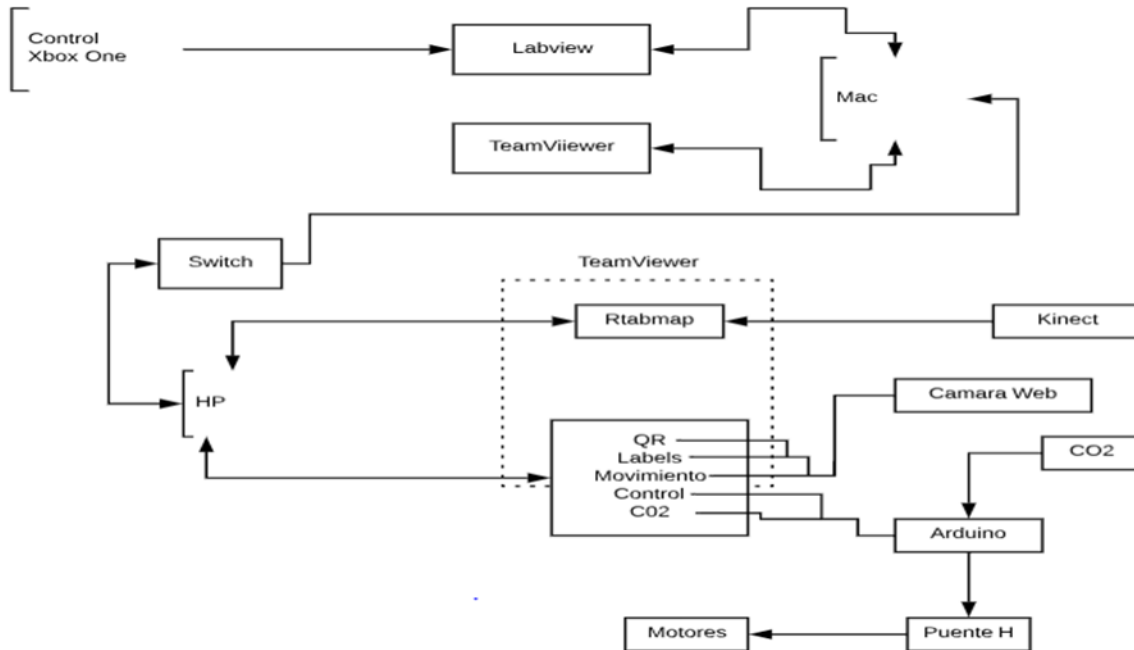 Control
Xbox One
Labview
Mac
TeamViiewer
Switch
TeamViewer
Rtabmap
Kinect
HP
Camara Web
QR
Labels
Movimiento
Control
C02
CO2
Arduino
Motores
Puente H